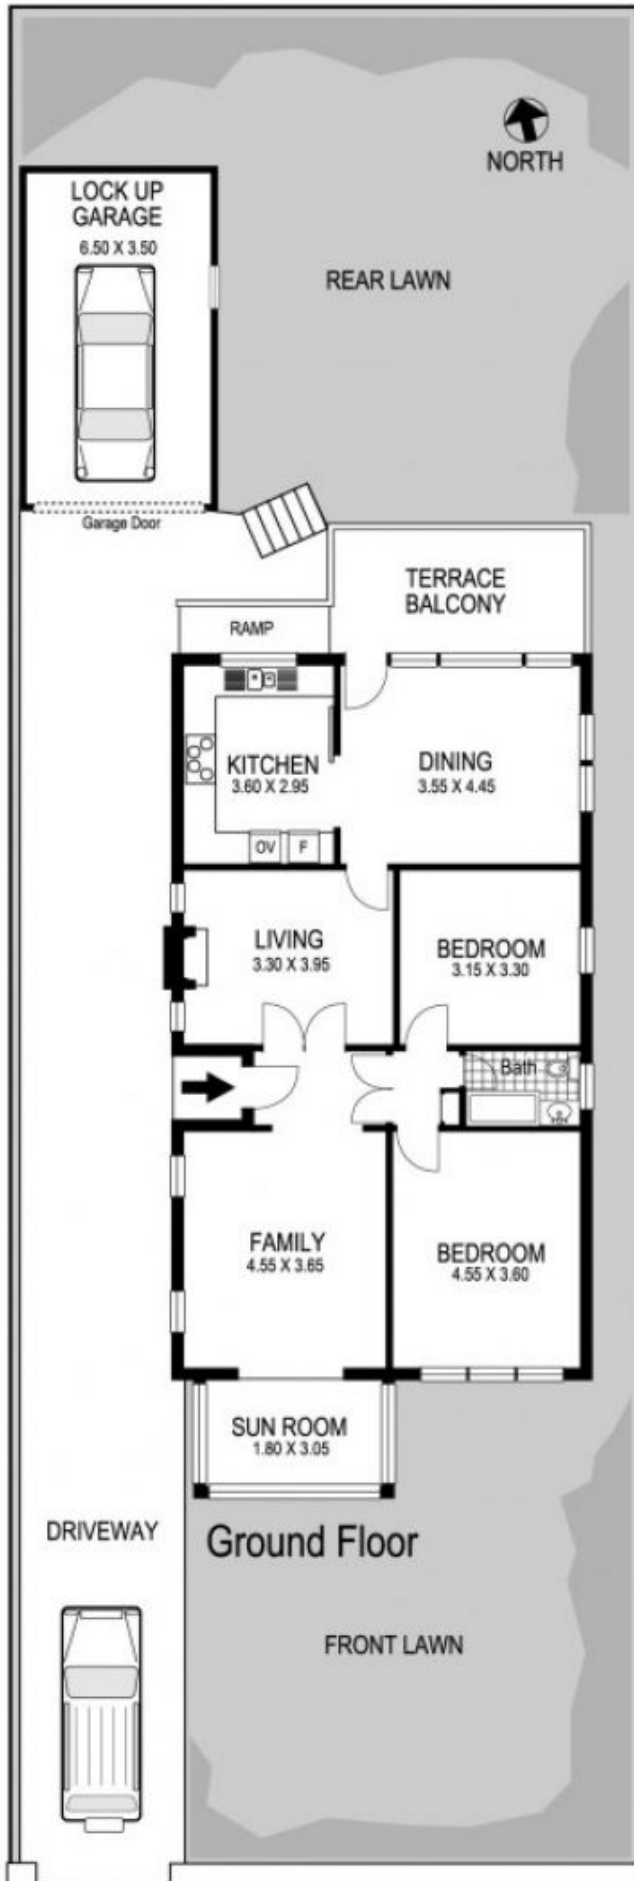 LOCK UP
GARAGE
6.50 X 3.50
NORTH
REAR LAWN
Garage Door
TERRACE
BALCONY
RAMP
KITCHEN
3.60 X 2.95
DINING
3.55 X 4.45
OV
F
LIVING
3.30 X 3.95
BEDROOM
3.15 X 3.30
Bath
FAMILY
4.55 X 3.65
BEDROOM
4.55 X 3.60
SUN ROOM
1.80 X 3.05
DRIVEWAY
Ground Floor
FRONT LAWN